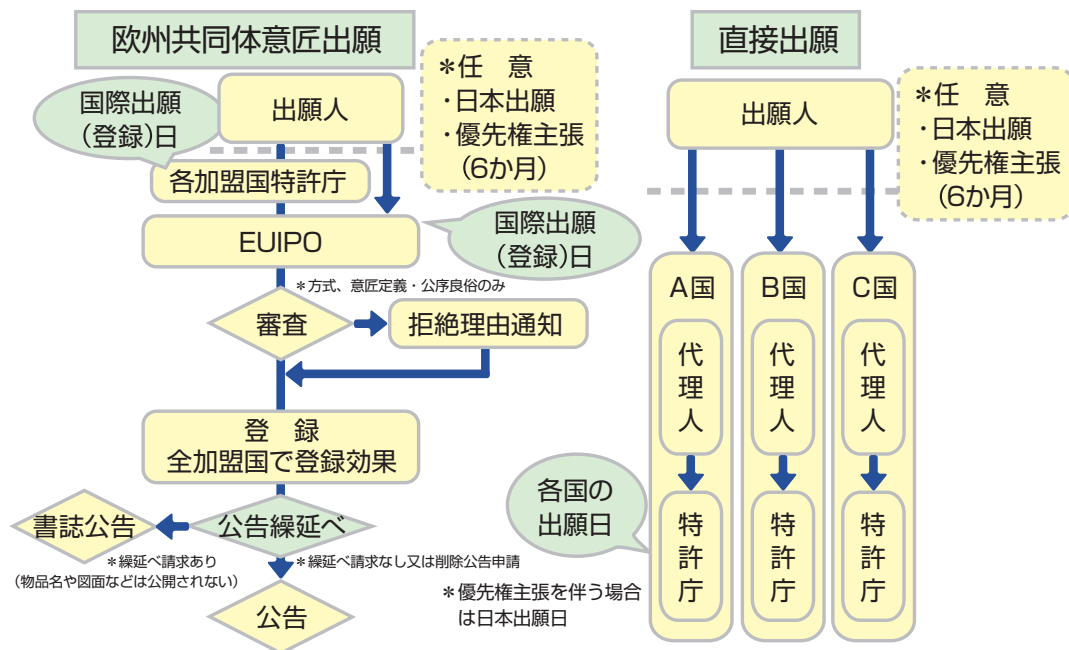 欧州共同体意匠出願
国際出願
(登録)日
出願人
＊任　意
・日本出願
・優先権主張
(6か月)
各加盟国特許庁
EUIPO
国際出願
(登録)日
＊方式、意匠定義・公序良俗のみ
審査
拒絶理由通知
登　録
全加盟国で登録効果
書誌公告
公告繰延べ
＊繰延べ請求あり
(物品名や図面などは公開されない)
＊繰延べ請求なし又は削除公告申請
公告
直接出願
出願人
＊任　意
・日本出願
・優先権主張
(6か月)
A国
代理人
特許庁
B国
代理人
特許庁
C国
代理人
特許庁
各国の
出願日
＊優先権主張を伴う場合
は日本出願日